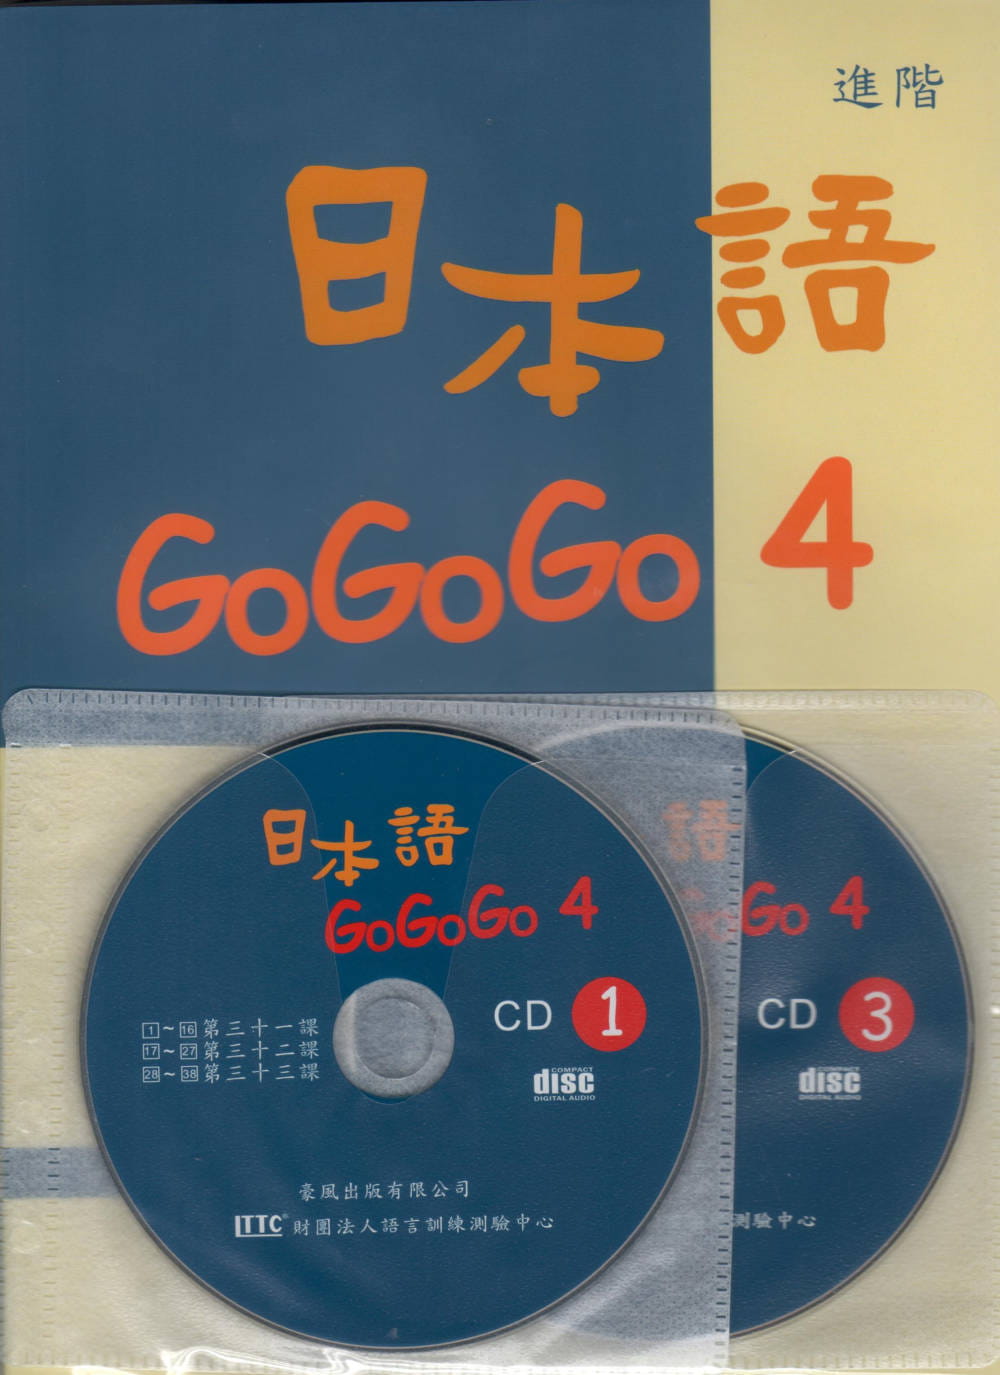 進階
日本語
GoGoGo 4
日本語
GoGoGo 4
CD 1
1~16 第三十一課
17~27 第三十二課
28~38 第三十三課
COMPACT
disc
DIGITAL AUDIO
豪風出版有限公司
LTTC® 財團法人語言訓練測驗中心
語
GoGo 4
CD 3
COMPACT
disc
DIGITAL AUDIO
測驗中心